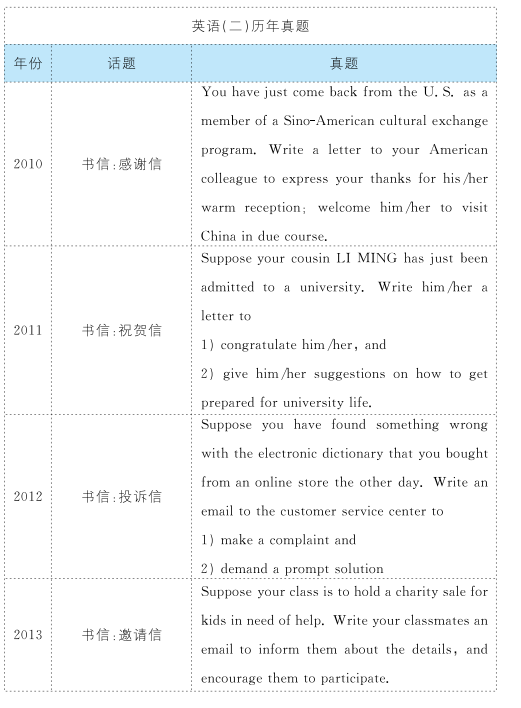 英语(二)历年真题
年份 话题 真题
2010 书信:感谢信
You have just come back from the U. S. as a
member of a Sino-American cultural exchange
program. Write a letter to your American
colleague to express your thanks for his/her
warm reception; welcome him/her to visit
China in due course.
2011 书信:祝贺信
Suppose your cousin LI MING has just been
admitted to a university. Write him/her a
letter to
1) congratulate him/her, and
2) give him/her suggestions on how to get
prepared for university life.
2012 书信:投诉信
Suppose you have found something wrong
with the electronic dictionary that you bought
from an online store the other day. Write an
email to the customer service center to
1) make a complaint and
2) demand a prompt solution
2013 书信:邀请信
Suppose your class is to hold a charity sale for
kids in need of help. Write your classmates an
email to inform them about the details, and
encourage them to participate.